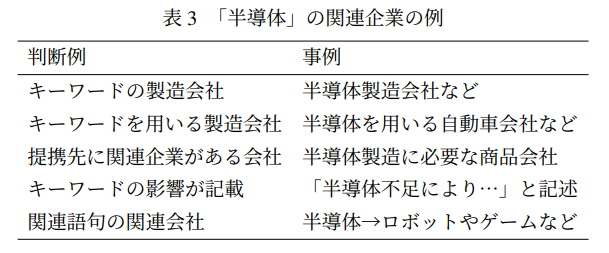 表 3 「半導体」の関連企業の例
判断例 事例
キーワードの製造会社 半導体製造会社など
キーワードを用いる製造会社 半導体を用いる自動車会社など
提携先に関連企業がある会社 半導体製造に必要な商品会社
キーワードの影響が記載 「半導体不足により…」と記述
関連語句の関連会社 半導体→ロボットやゲームなど